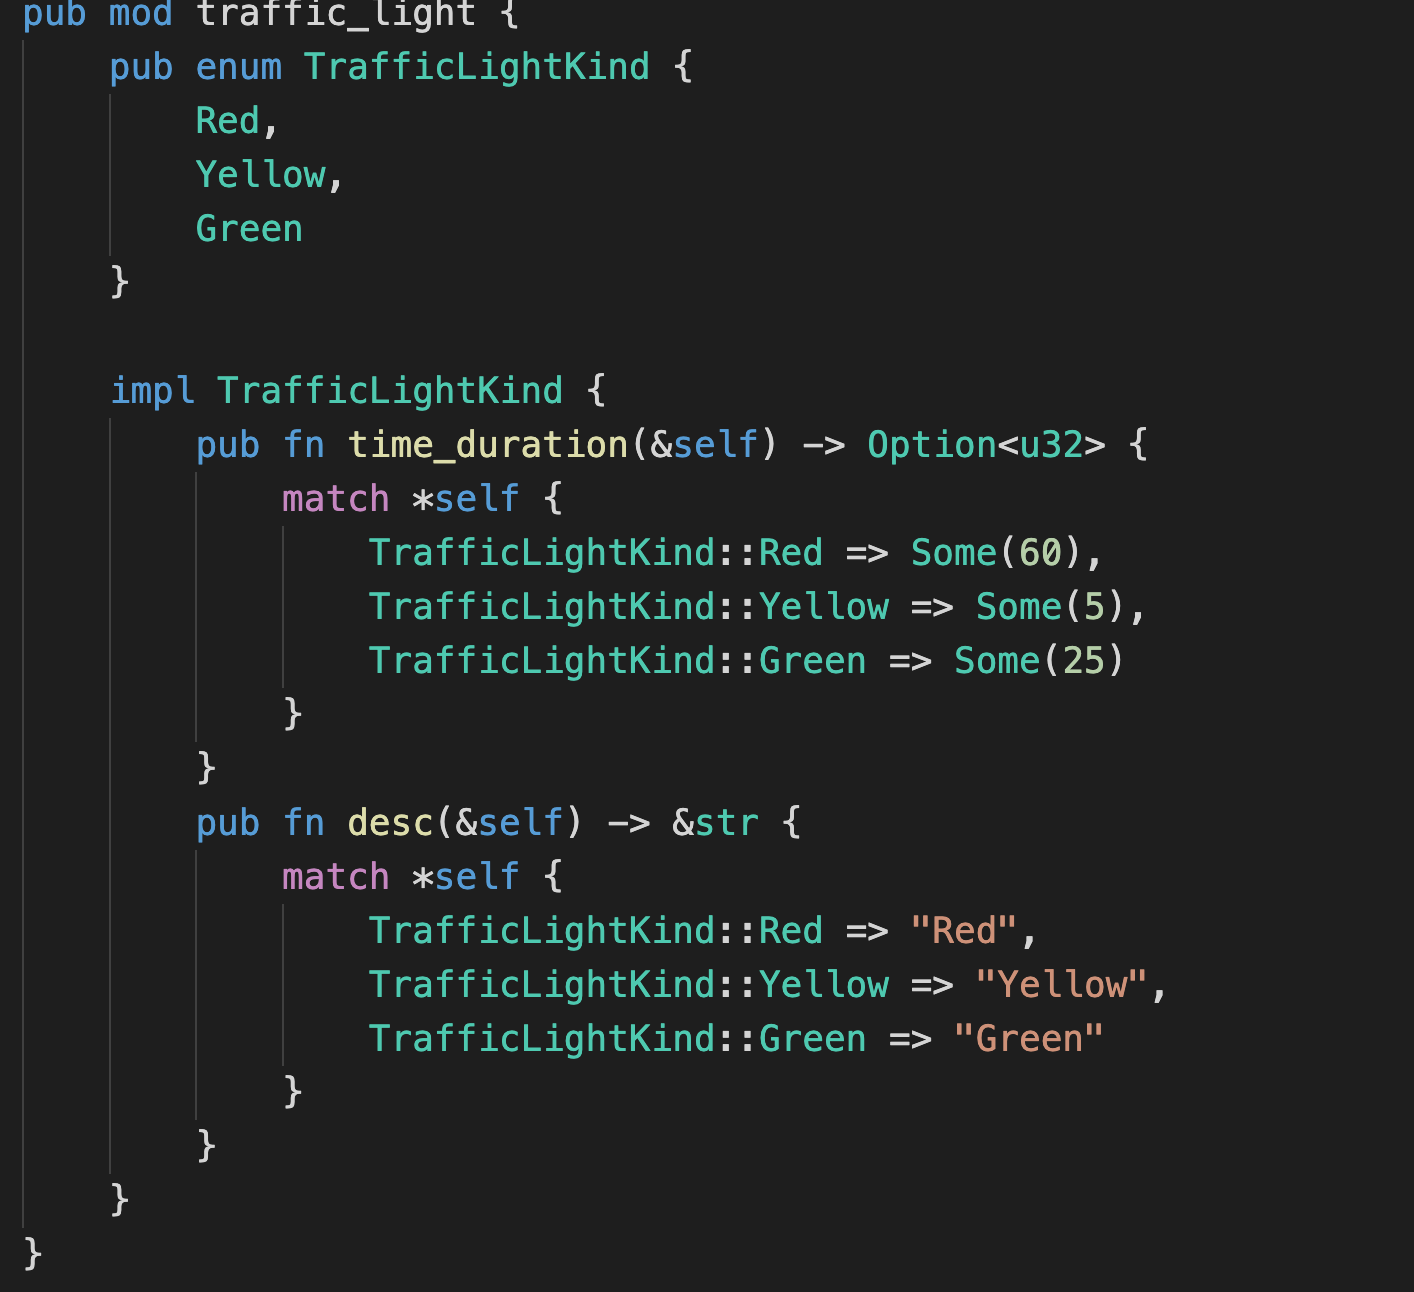 pub mod traffic_light {
    pub enum TrafficLightKind {
        Red,
        Yellow,
        Green
    }

    impl TrafficLightKind {
        pub fn time_duration(&self) -> Option<u32> {
            match *self {
                TrafficLightKind::Red => Some(60),
                TrafficLightKind::Yellow => Some(5),
                TrafficLightKind::Green => Some(25)
            }
        }
        pub fn desc(&self) -> &str {
            match *self {
                TrafficLightKind::Red => "Red",
                TrafficLightKind::Yellow => "Yellow",
                TrafficLightKind::Green => "Green"
            }
        }
    }
}